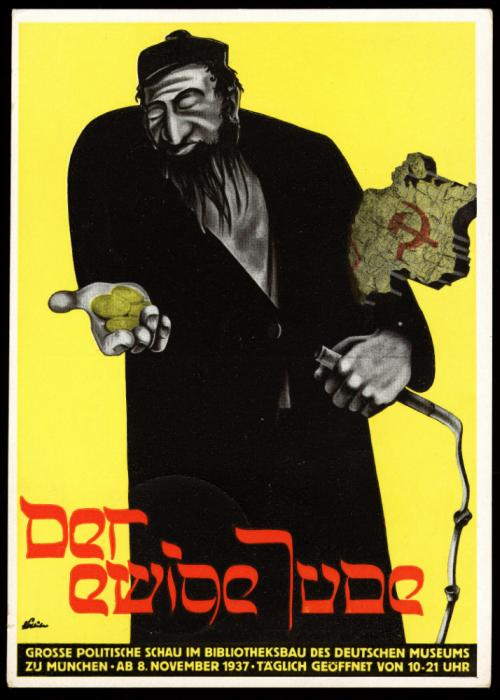 Der
ewige Jude
GROSSE POLITISCHE SCHAU IM BIBLIOTHEKSBAU DES DEUTSCHEN MUSEUMS
ZU MÜNCHEN · AB 8. NOVEMBER 1937 · TÄGLICH GEÖFFNET VON 10-21 UHR